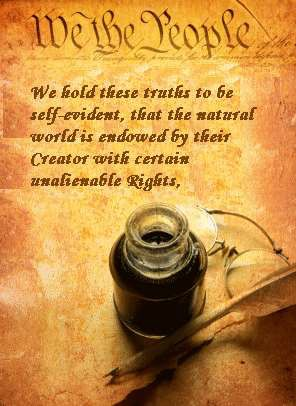 We the People
We hold these truths to be
self-evident, that the natural
world is endowed by their
Creator with certain
unalienable Rights,